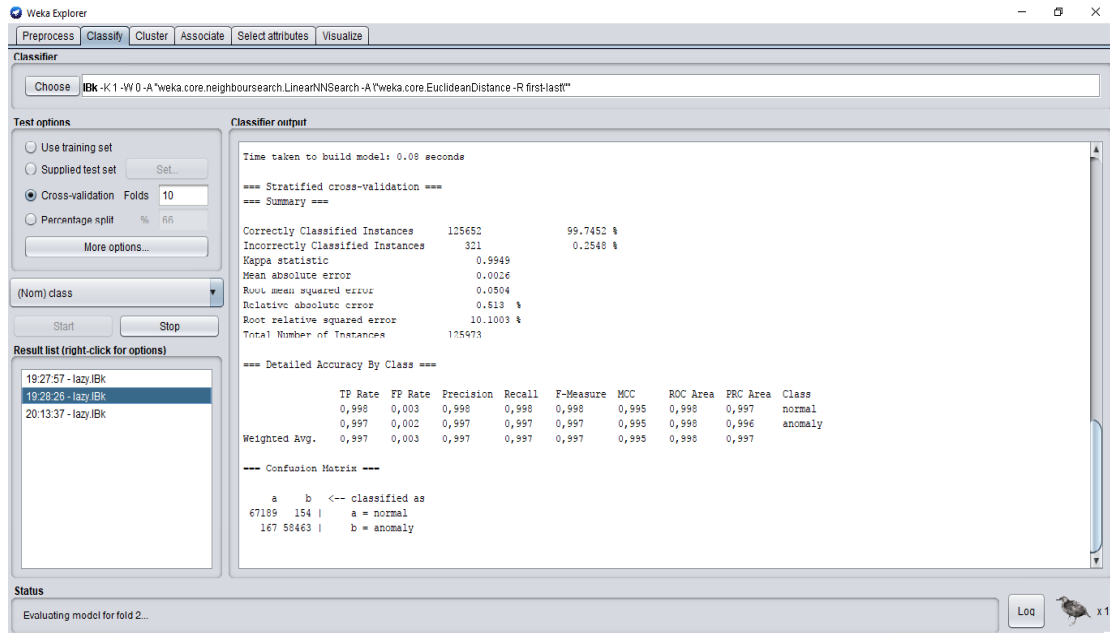 Weka Explorer
Preprocess Classify Cluster Associate Select attributes Visualize
Classifier
Choose IBk -K 1 -W 0 -A "weka.core.neighboursearch.LinearNNSearch -A \"weka.core.EuclideanDistance -R first-last\""
Test options
Use training set
Supplied test set Set...
Cross-validation Folds 10
Percentage split % 66
More options...
(Nom) class
Start Stop
Result list (right-click for options)
19:27:57 - lazy.IBk
19:28:26 - lazy.IBk
20:13:37 - lazy.IBk
Classifier output
Time taken to build model: 0.08 seconds
=== Stratified cross-validation ===
=== Summary ===
Correctly Classified Instances 125652 99.7452 %
Incorrectly Classified Instances 321 0.2548 %
Kappa statistic 0.9949
Mean absolute error 0.0026
Root mean squared error 0.0504
Relative absolute error 0.513 %
Root relative squared error 10.1003 %
Total Number of Instances 125973
=== Detailed Accuracy By Class ===
TP Rate FP Rate Precision Recall F-Measure MCC ROC Area PRC Area Class
0,998 0,003 0,998 0,998 0,998 0,995 0,998 0,997 normal
0,997 0,002 0,997 0,997 0,997 0,995 0,998 0,996 anomaly
Weighted Avg. 0,997 0,003 0,997 0,997 0,997 0,995 0,998 0,997
=== Confusion Matrix ===
a b <-- classified as
67189 154 | a = normal
167 58463 | b = anomaly
Status
Evaluating model for fold 2...
Log
x 1